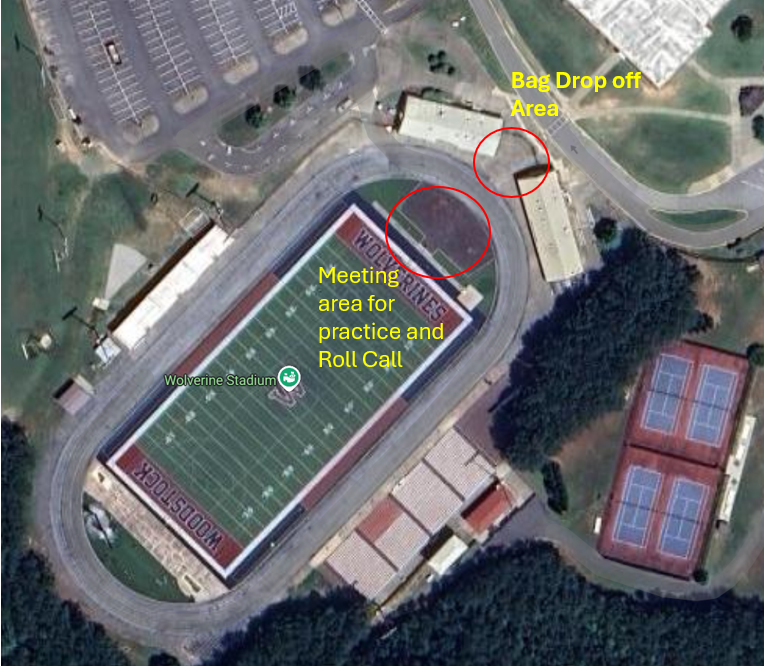 Bag Drop off
Area
WOLVERINES
Meeting
area for
practice and
Roll Call
Wolverine Stadium
WOODSTOCK